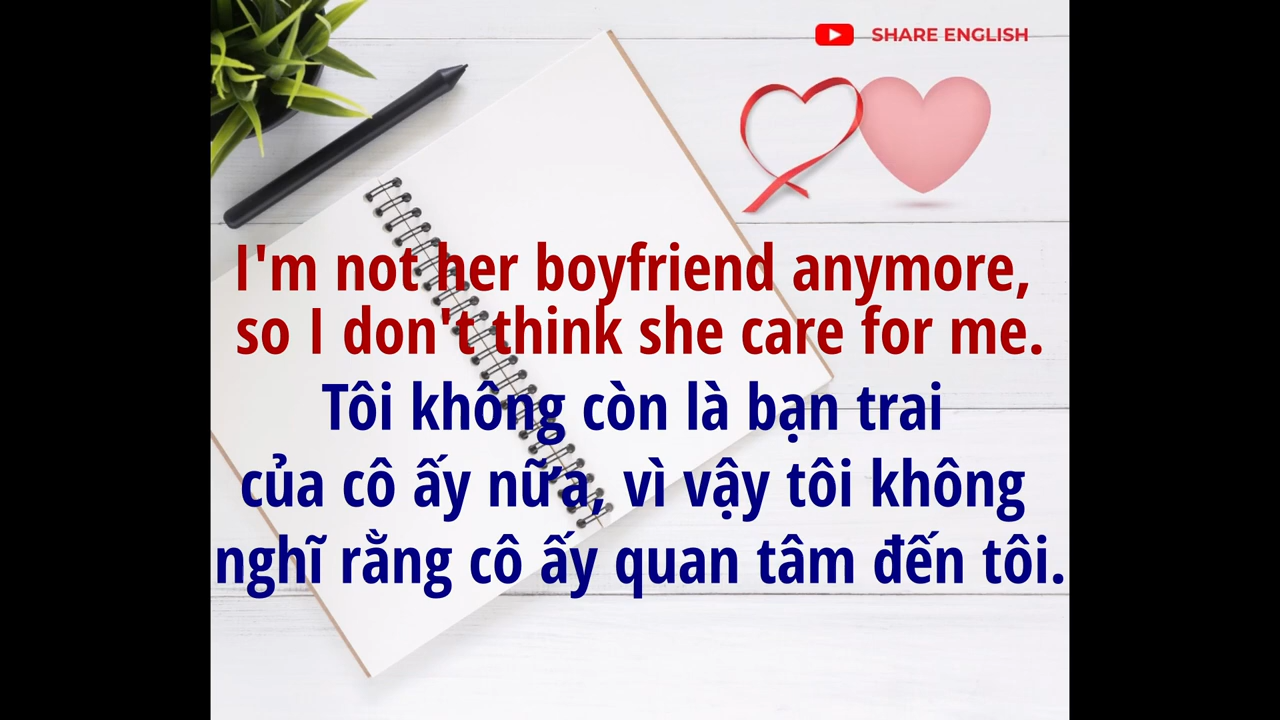 SHARE ENGLISH
I'm not her boyfriend anymore,
so I don't think she care for me.
Tôi không còn là bạn trai
của cô ấy nữa, vì vậy tôi không
nghĩ rằng cô ấy quan tâm đến tôi.